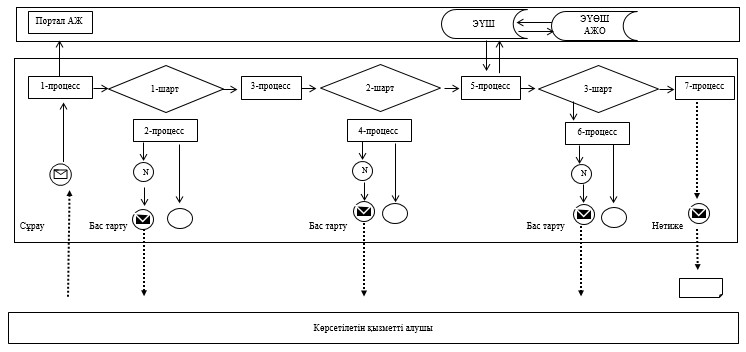 Портал АЖ
ЭҮШ
ЭҮӨШ
АЖО
1-процесс
1-шарт
3-процесс
2-шарт
5-процесс
3-шарт
7-процесс
2-процесс
4-процесс
6-процесс
N
N
N
Сұрау
Бас тарту
Бас тарту
Бас тарту
Нәтиже
Көрсетілетін қызметті алушы